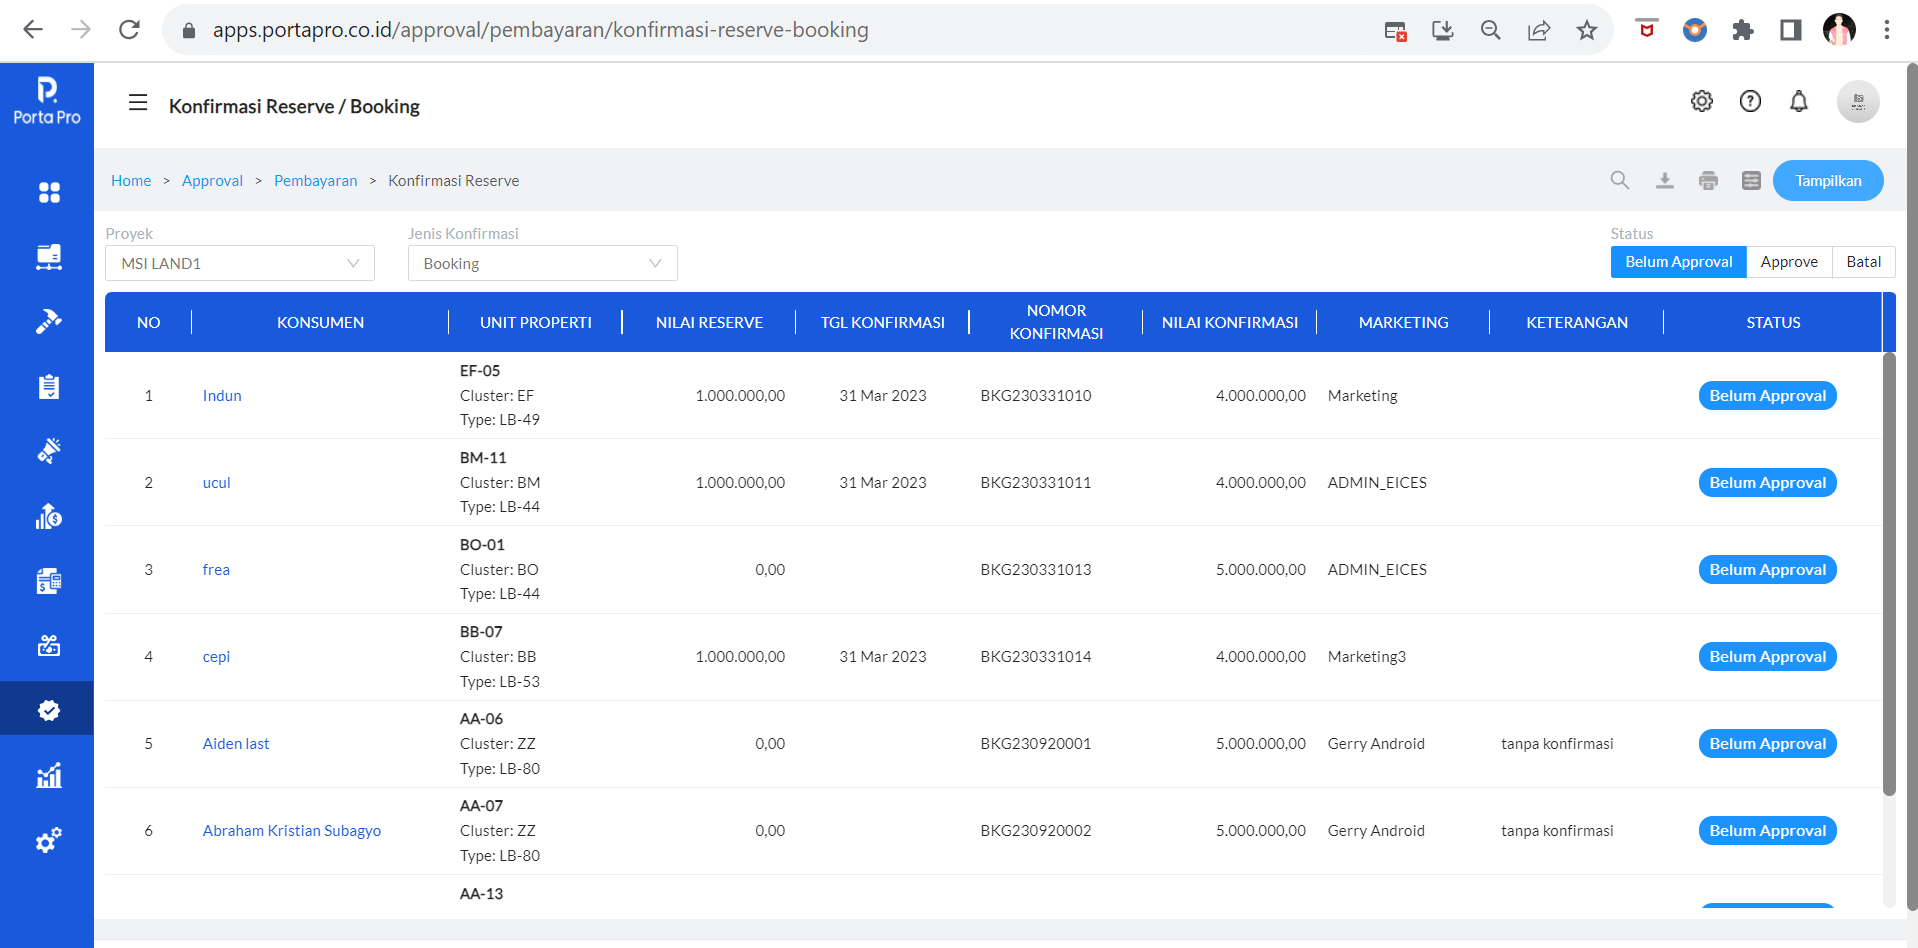 apps.portapro.co.id/approval/pembayaran/konfirmasi-reserve-booking
Porta Pro
Konfirmasi Reserve / Booking
Home > Approval > Pembayaran > Konfirmasi Reserve
Tampilkan
Proyek
MSI LAND1
Jenis Konfirmasi
Booking
Status
Belum Approval
Approve
Batal
NO
KONSUMEN
UNIT PROPERTI
NILAI RESERVE
TGL KONFIRMASI
NOMOR
KONFIRMASI
NILAI KONFIRMASI
MARKETING
KETERANGAN
STATUS
EF-05
1 Indun Cluster: EF 1.000.000,00 31 Mar 2023 BKG230331010 4.000.000,00 Marketing Belum Approval
Type: LB-49
BM-11
2 ucul Cluster: BM 1.000.000,00 31 Mar 2023 BKG230331011 4.000.000,00 ADMIN_EICES Belum Approval
Type: LB-44
BO-01
3 frea Cluster: BO 0,00 BKG230331013 5.000.000,00 ADMIN_EICES Belum Approval
Type: LB-44
BB-07
4 cepi Cluster: BB 1.000.000,00 31 Mar 2023 BKG230331014 4.000.000,00 Marketing3 Belum Approval
Type: LB-53
AA-06
5 Aiden last Cluster: ZZ 0,00 BKG230920001 5.000.000,00 Gerry Android tanpa konfirmasi Belum Approval
Type: LB-80
AA-07
6 Abraham Kristian Subagyo Cluster: ZZ 0,00 BKG230920002 5.000.000,00 Gerry Android tanpa konfirmasi Belum Approval
Type: LB-80
AA-13